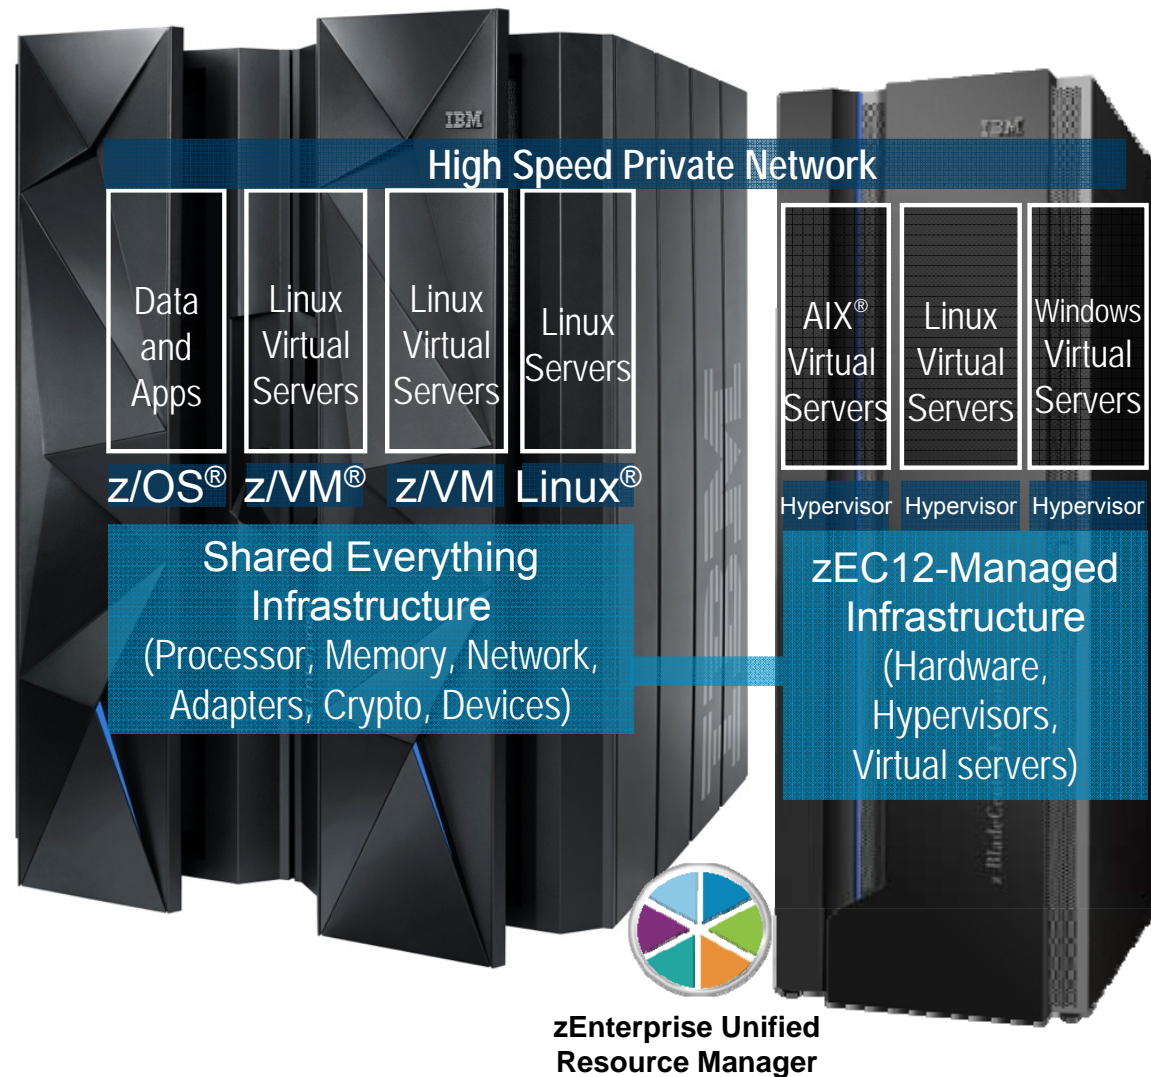 IBM
IBM
High Speed Private Network
Data
and
Apps
Linux
Virtual
Servers
Linux
Virtual
Servers
Linux
Servers
AIX®
Virtual
Servers
Linux
Virtual
Servers
Windows
Virtual
Servers
z/OS®
z/VM®
z/VM
Linux®
Hypervisor
Hypervisor
Hypervisor
Shared Everything
Infrastructure
(Processor, Memory, Network,
Adapters, Crypto, Devices)
zEC12-Managed
Infrastructure
(Hardware,
Hypervisors,
Virtual servers)
IBM
zEnterprise Unified
Resource Manager